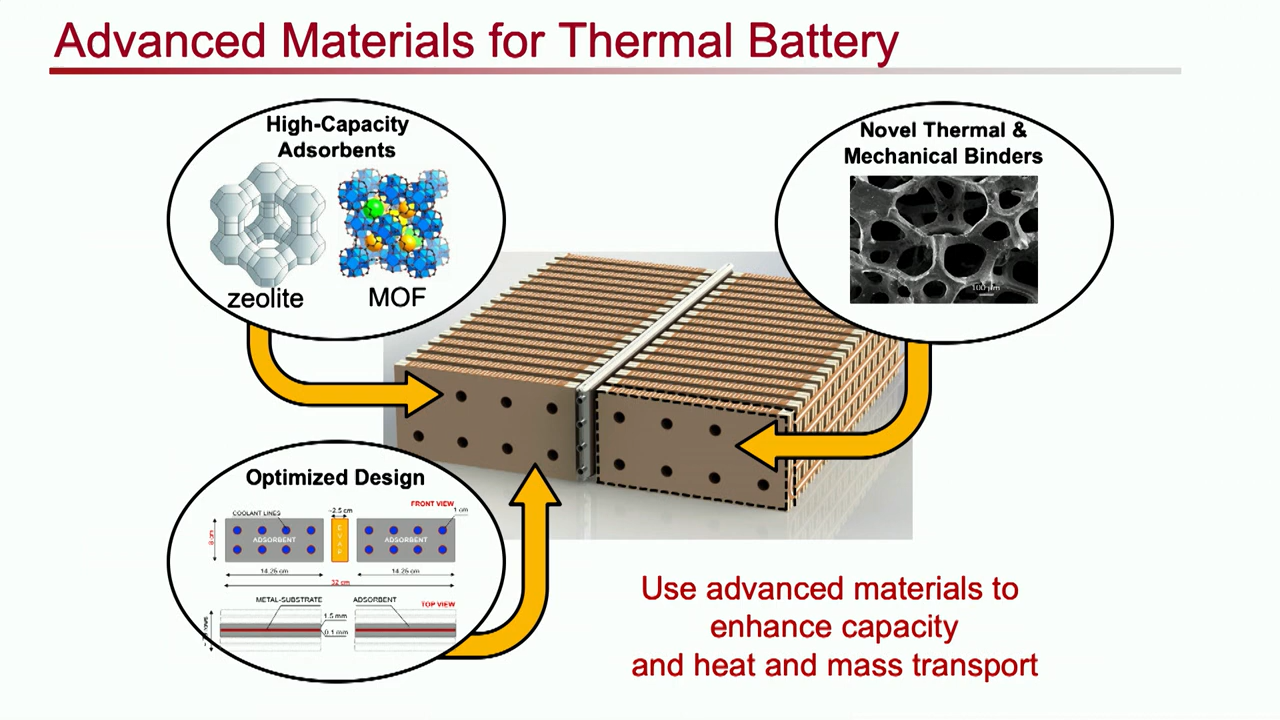 Advanced Materials for Thermal Battery
High-Capacity
Adsorbents
zeolite
MOF
Novel Thermal &
Mechanical Binders
100 µm
Optimized Design
FRONT VIEW
COOLANT LINES
~2.5 cm
1 cm
8 cm
ADSORBENT
EVAP
ADSORBENT
14.26 cm
14.26 cm
32 cm
METAL-SUBSTRATE
ADSORBENT
TOP VIEW
1.5 mm
0.1 mm
Use advanced materials to
enhance capacity
and heat and mass transport